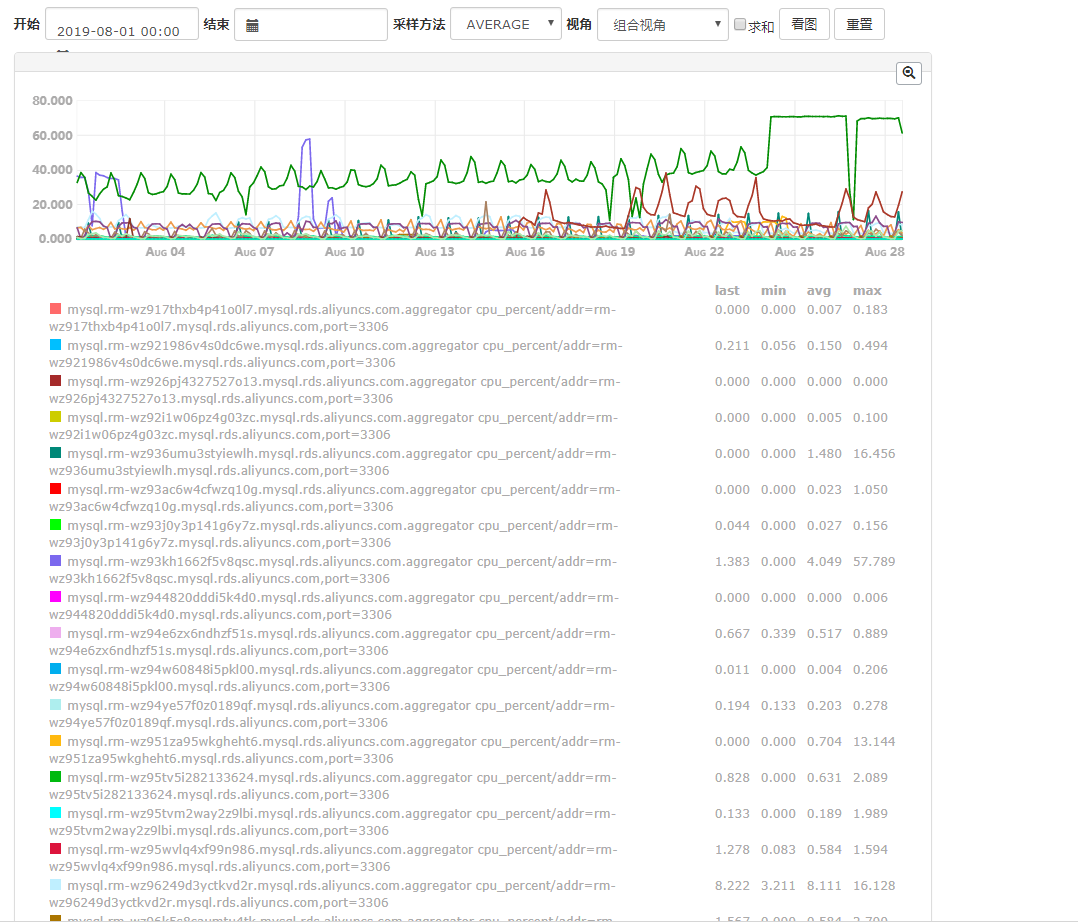 开始 2019-08-01 00:00 结束 采样方法 AVERAGE 视角 组合视角 求和 看图 重置
80.000
60.000
40.000
20.000
0.000
Aug 04 Aug 07 Aug 10 Aug 13 Aug 16 Aug 19 Aug 22 Aug 25 Aug 28
last min avg max
mysql.rm-wz917thxb4p41o0l7.mysql.rds.aliyuncs.com.aggregator cpu_percent/addr=rm- 0.000 0.000 0.007 0.183
wz917thxb4p41o0l7.mysql.rds.aliyuncs.com,port=3306
mysql.rm-wz921986v4s0dc6we.mysql.rds.aliyuncs.com.aggregator cpu_percent/addr=rm- 0.211 0.056 0.150 0.494
wz921986v4s0dc6we.mysql.rds.aliyuncs.com,port=3306
mysql.rm-wz926pj4327527o13.mysql.rds.aliyuncs.com.aggregator cpu_percent/addr=rm- 0.000 0.000 0.000 0.000
wz926pj4327527o13.mysql.rds.aliyuncs.com,port=3306
mysql.rm-wz92i1w06pz4g03zc.mysql.rds.aliyuncs.com.aggregator cpu_percent/addr=rm- 0.000 0.000 0.005 0.100
wz92i1w06pz4g03zc.mysql.rds.aliyuncs.com,port=3306
mysql.rm-wz936umu3styiewlh.mysql.rds.aliyuncs.com.aggregator cpu_percent/addr=rm- 0.000 0.000 1.480 16.456
wz936umu3styiewlh.mysql.rds.aliyuncs.com,port=3306
mysql.rm-wz93ac6w4cfwzq10g.mysql.rds.aliyuncs.com.aggregator cpu_percent/addr=rm- 0.000 0.000 0.023 1.050
wz93ac6w4cfwzq10g.mysql.rds.aliyuncs.com,port=3306
mysql.rm-wz93j0y3p141g6y7z.mysql.rds.aliyuncs.com.aggregator cpu_percent/addr=rm- 0.044 0.000 0.027 0.156
wz93j0y3p141g6y7z.mysql.rds.aliyuncs.com,port=3306
mysql.rm-wz93kh1662f5v8qsc.mysql.rds.aliyuncs.com.aggregator cpu_percent/addr=rm- 1.383 0.000 4.049 57.789
wz93kh1662f5v8qsc.mysql.rds.aliyuncs.com,port=3306
mysql.rm-wz944820dddi5k4d0.mysql.rds.aliyuncs.com.aggregator cpu_percent/addr=rm- 0.000 0.000 0.000 0.006
wz944820dddi5k4d0.mysql.rds.aliyuncs.com,port=3306
mysql.rm-wz94e6zx6ndhzf51s.mysql.rds.aliyuncs.com.aggregator cpu_percent/addr=rm- 0.667 0.339 0.517 0.889
wz94e6zx6ndhzf51s.mysql.rds.aliyuncs.com,port=3306
mysql.rm-wz94w60848i5pkl00.mysql.rds.aliyuncs.com.aggregator cpu_percent/addr=rm- 0.011 0.000 0.004 0.206
wz94w60848i5pkl00.mysql.rds.aliyuncs.com,port=3306
mysql.rm-wz94ye57f0z0189qf.mysql.rds.aliyuncs.com.aggregator cpu_percent/addr=rm- 0.194 0.133 0.203 0.278
wz94ye57f0z0189qf.mysql.rds.aliyuncs.com,port=3306
mysql.rm-wz951za95wkgheht6.mysql.rds.aliyuncs.com.aggregator cpu_percent/addr=rm- 0.000 0.000 0.704 13.144
wz951za95wkgheht6.mysql.rds.aliyuncs.com,port=3306
mysql.rm-wz95tv5i282133624.mysql.rds.aliyuncs.com.aggregator cpu_percent/addr=rm- 0.828 0.000 0.631 2.089
wz95tv5i282133624.mysql.rds.aliyuncs.com,port=3306
mysql.rm-wz95tvm2way2z9lbi.mysql.rds.aliyuncs.com.aggregator cpu_percent/addr=rm- 0.133 0.000 0.189 1.989
wz95tvm2way2z9lbi.mysql.rds.aliyuncs.com,port=3306
mysql.rm-wz95wvlq4xf99n986.mysql.rds.aliyuncs.com.aggregator cpu_percent/addr=rm- 1.278 0.083 0.584 1.594
wz95wvlq4xf99n986.mysql.rds.aliyuncs.com,port=3306
mysql.rm-wz96249d3yctkvd2r.mysql.rds.aliyuncs.com.aggregator cpu_percent/addr=rm- 8.222 3.211 8.111 16.128
wz96249d3yctkvd2r.mysql.rds.aliyuncs.com,port=3306